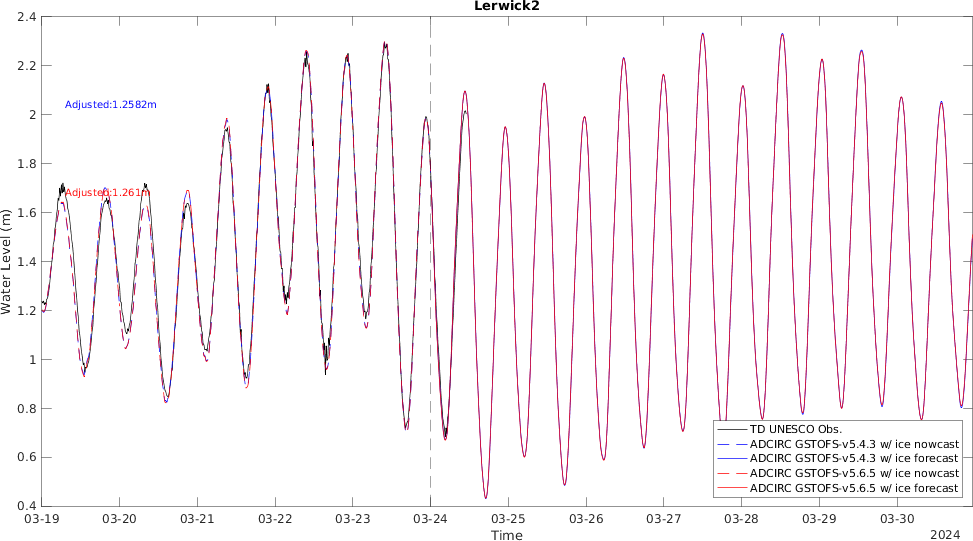 Lerwick2
2.4
2.2
2
1.8
1.6
1.4
1.2
1
0.8
0.6
0.4
Water Level (m)
Adjusted:1.2582m
Adjusted:1.261
TD UNESCO Obs.
ADCIRC GSTOFS-v5.4.3 w/ ice nowcast
ADCIRC GSTOFS-v5.4.3 w/ ice forecast
ADCIRC GSTOFS-v5.6.5 w/ ice nowcast
ADCIRC GSTOFS-v5.6.5 w/ ice forecast
03-19 03-20 03-21 03-22 03-23 03-24 03-25 03-26 03-27 03-28 03-29 03-30
Time
2024